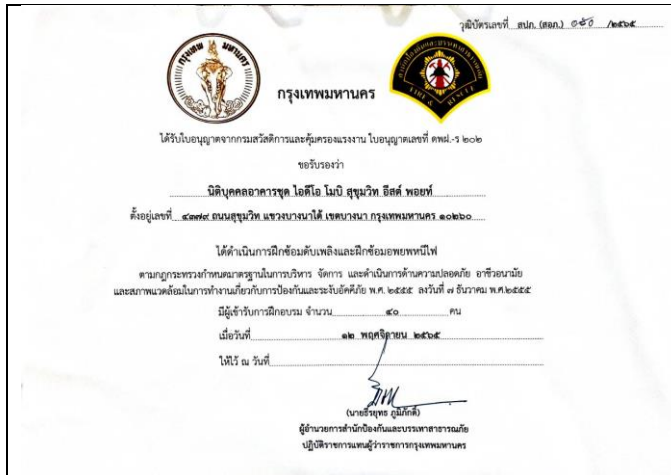 วุฒิบัตรเลขที่ สปภ. (สอภ.) ๐๕๐ /๒๕๖๕
กรุงเทพ มหานคร
FIRE & RESCUE
กรุงเทพมหานคร
ได้รับใบอนุญาตจากกรมสวัสดิการและคุ้มครองแรงงาน ใบอนุญาตเลขที่ ดพฝ.-ร ๒๐๒
ขอรับรองว่า
นิติบุคคลอาคารชุด ไอดีโอ โมบิ สุขุมวิท อีสต์ พอยท์
ตั้งอยู่เลขที่ ๔๓๗๙ ถนนสุขุมวิท แขวงบางนาใต้ เขตบางนา กรุงเทพมหานคร ๑๐๒๖๐
ได้ดำเนินการฝึกซ้อมดับเพลิงและฝึกซ้อมอพยพหนีไฟ
ตามกฎกระทรวงกำหนดมาตรฐานในการบริหาร จัดการ และดำเนินการด้านความปลอดภัย อาชีวอนามัย
และสภาพแวดล้อมในการทำงานเกี่ยวกับการป้องกันและระงับอัคคีภัย พ.ศ. ๒๕๕๕ ลงวันที่ ๗ ธันวาคม พ.ศ.๒๕๕๕
มีผู้เข้ารับการฝึกอบรม จำนวน ๔๐ คน
เมื่อวันที่ ๑๒ พฤศจิกายน ๒๕๖๕
ให้ไว้ ณ วันที่
(นายธีรยุทธ ภูมิภักดิ์)
ผู้อำนวยการสำนักป้องกันและบรรเทาสาธารณภัย
ปฏิบัติราชการแทนผู้ว่าราชการกรุงเทพมหานคร